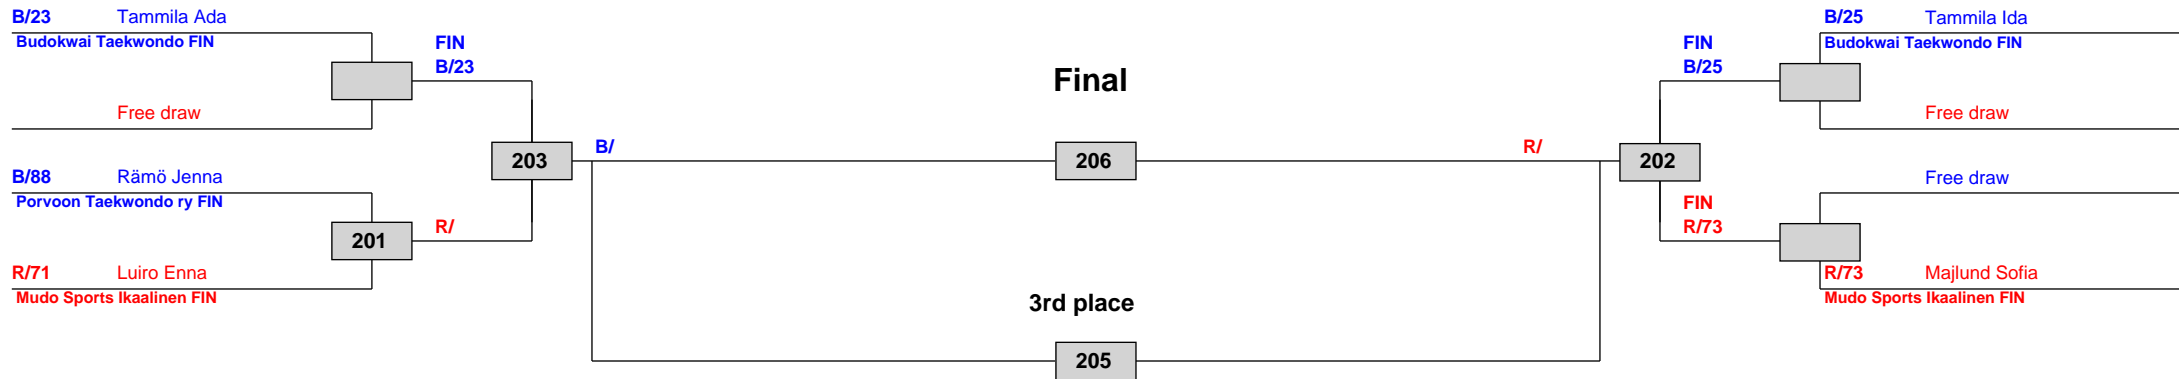 B/23 Tammila Ada
Budokwai Taekwondo FIN
FIN
B/23
Free draw
203
B/
B/88 Rämö Jenna
Porvoon Taekwondo ry FIN
201
R/
R/71 Luiro Enna
Mudo Sports Ikaalinen FIN
Final
206
3rd place
205
B/25 Tammila Ida
Budokwai Taekwondo FIN
FIN
B/25
Free draw
R/
202
Free draw
FIN
R/73
R/73 Majlund Sofia
Mudo Sports Ikaalinen FIN